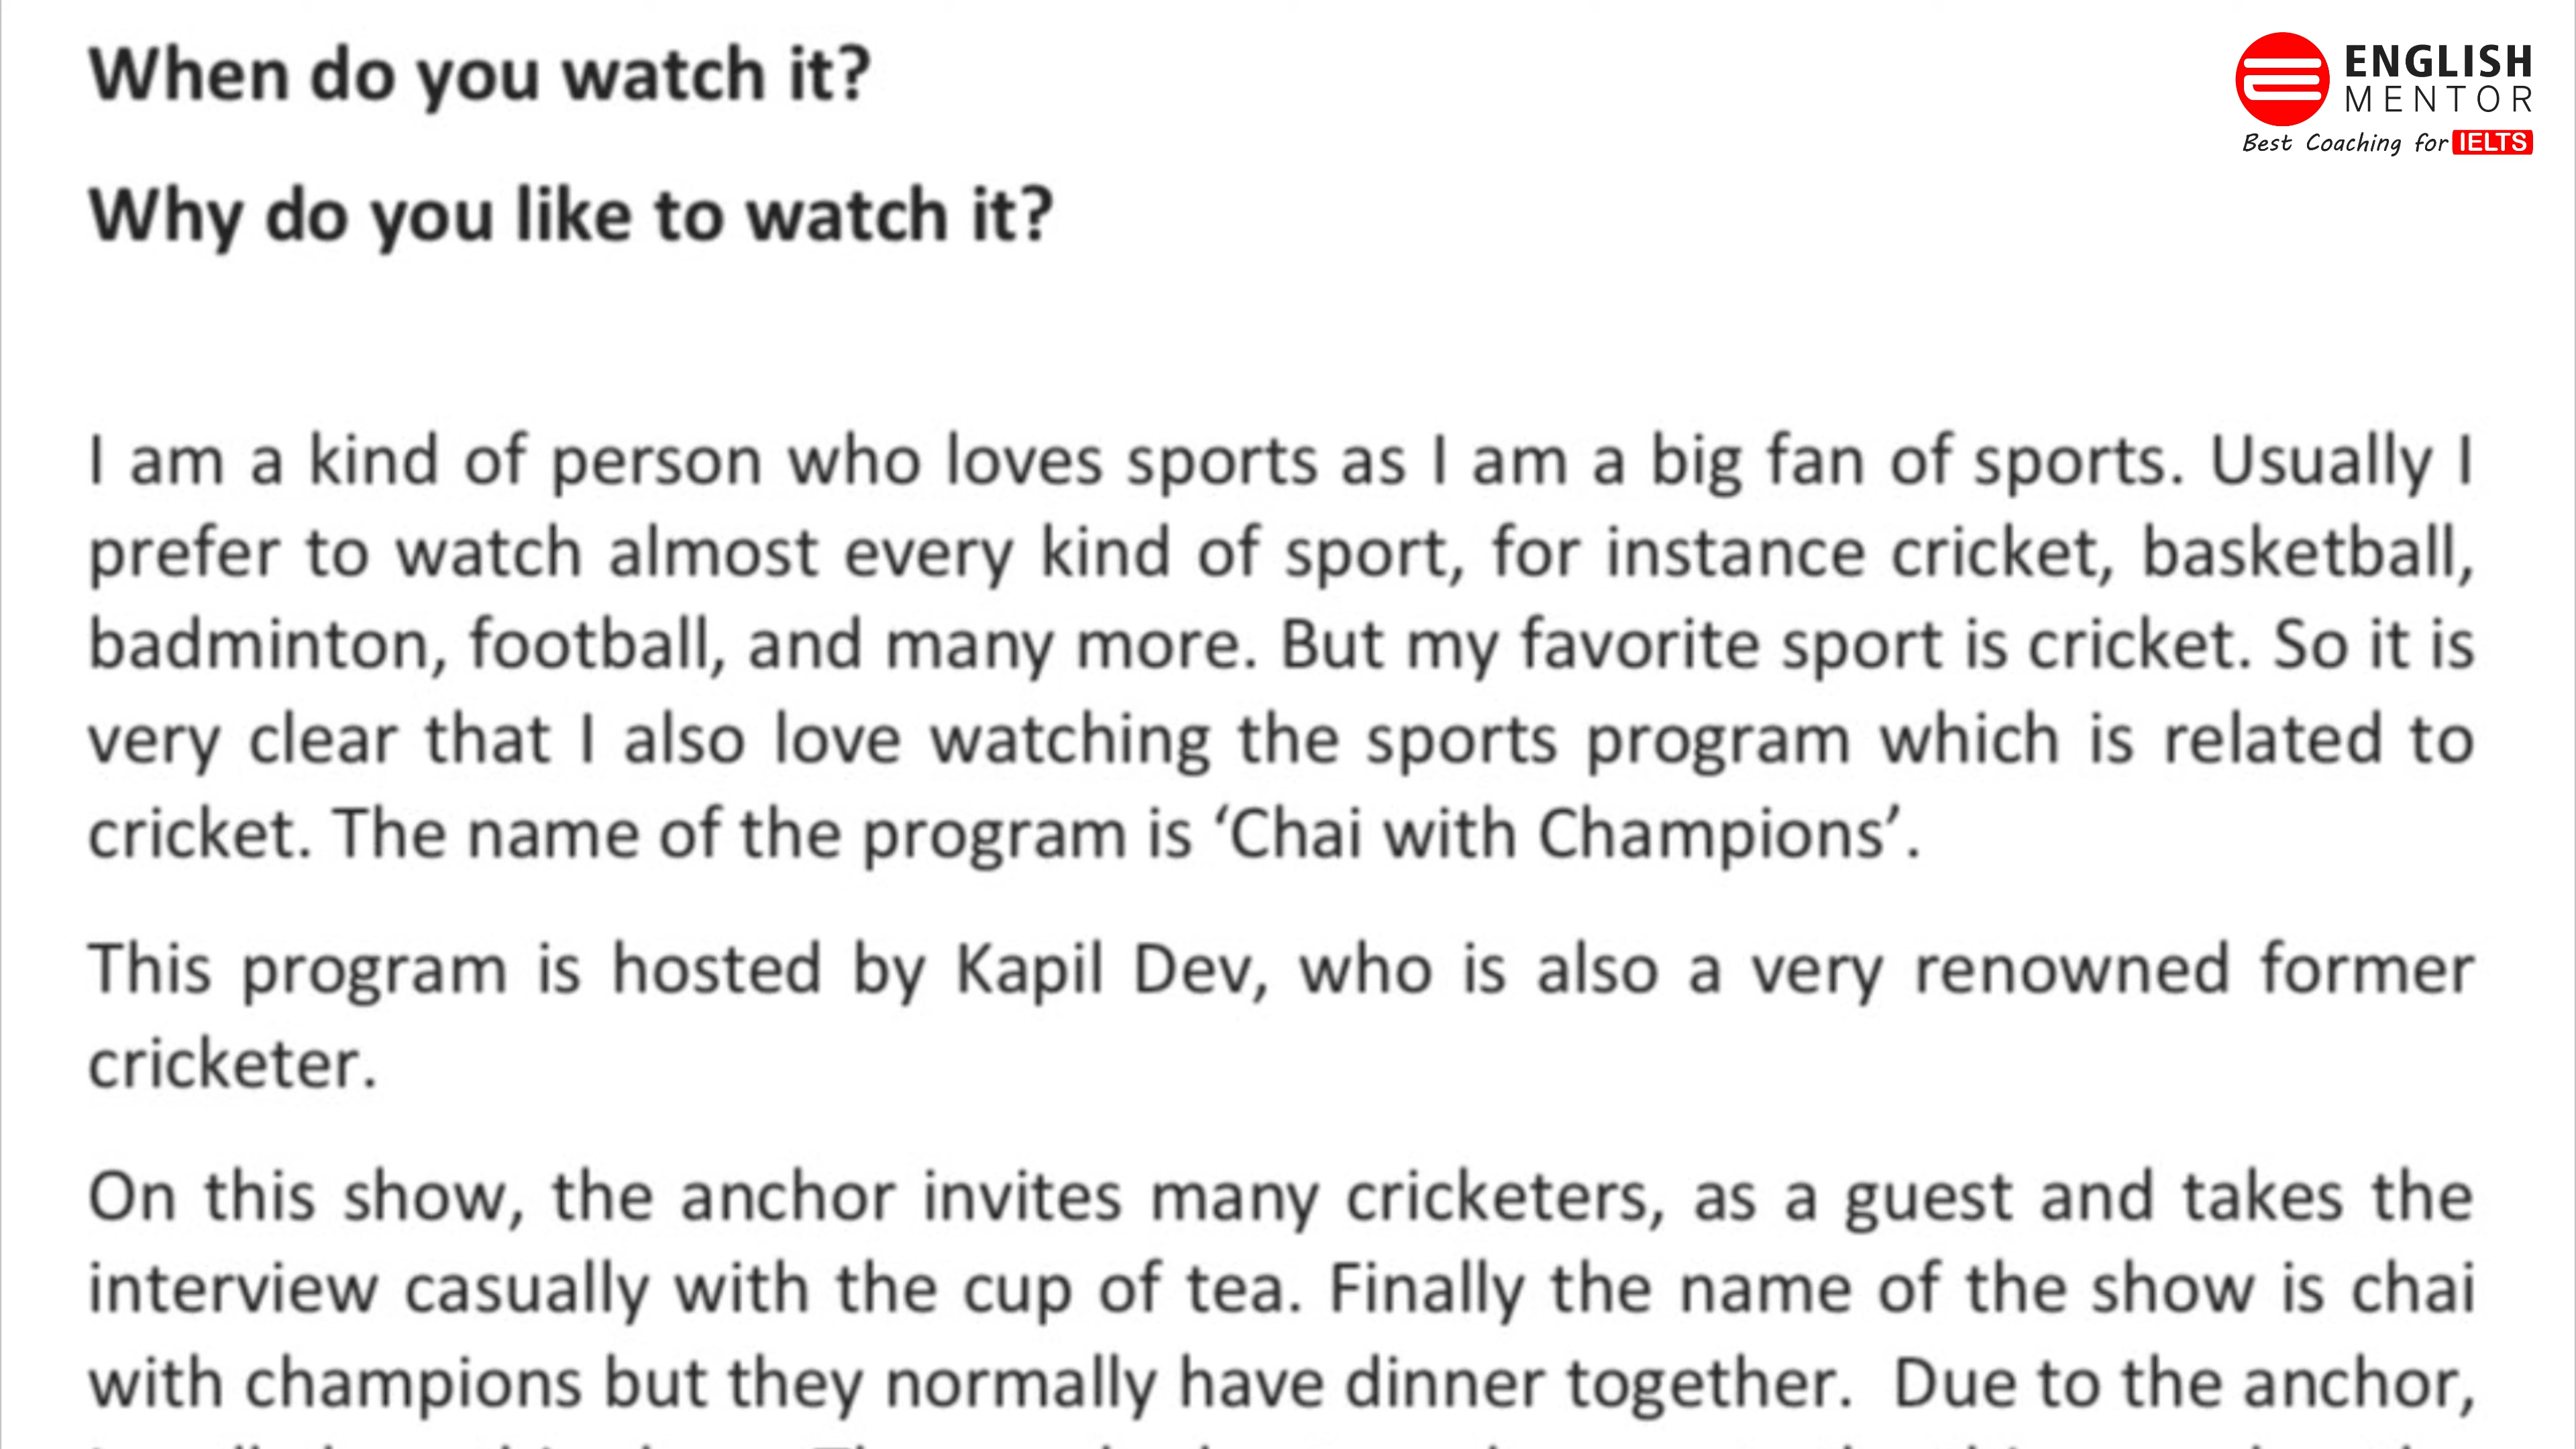 When do you watch it?
ENGLISH
MENTOR
Best Coaching for IELTS
Why do you like to watch it?
I am a kind of person who loves sports as I am a big fan of sports. Usually I
prefer to watch almost every kind of sport, for instance cricket, basketball,
badminton, football, and many more. But my favorite sport is cricket. So it is
very clear that I also love watching the sports program which is related to
cricket. The name of the program is ‘Chai with Champions’.
This program is hosted by Kapil Dev, who is also a very renowned former
cricketer.
On this show, the anchor invites many cricketers, as a guest and takes the
interview casually with the cup of tea. Finally the name of the show is chai
with champions but they normally have dinner together.  Due to the anchor,